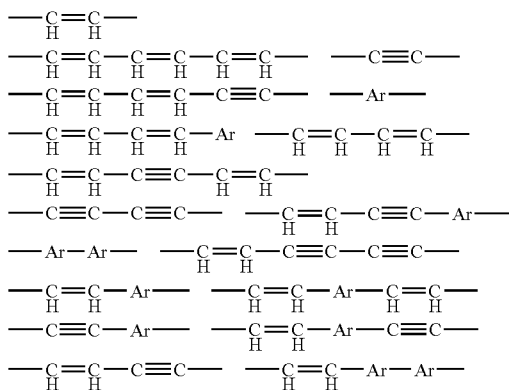 —C=C—
H H
—C=C—C=C—C=C— —C≡C—
H H H H H H
—C=C—C=C—C≡C— —Ar—
H H H H
—C=C—C=C—Ar —C=C—C=C—
H H H H H H H H
—C=C—C≡C—C=C—
H H H H
—C≡C—C≡C— —C=C—C≡C—Ar—
H H
—Ar—Ar— —C=C—C≡C—C≡C—
H H
—C=C—Ar— —C=C—Ar—C=C—
H H H H H H
—C≡C—Ar— —C=C—Ar—C≡C—
H H
—C=C—C≡C— —C=C—Ar—Ar—
H H H H